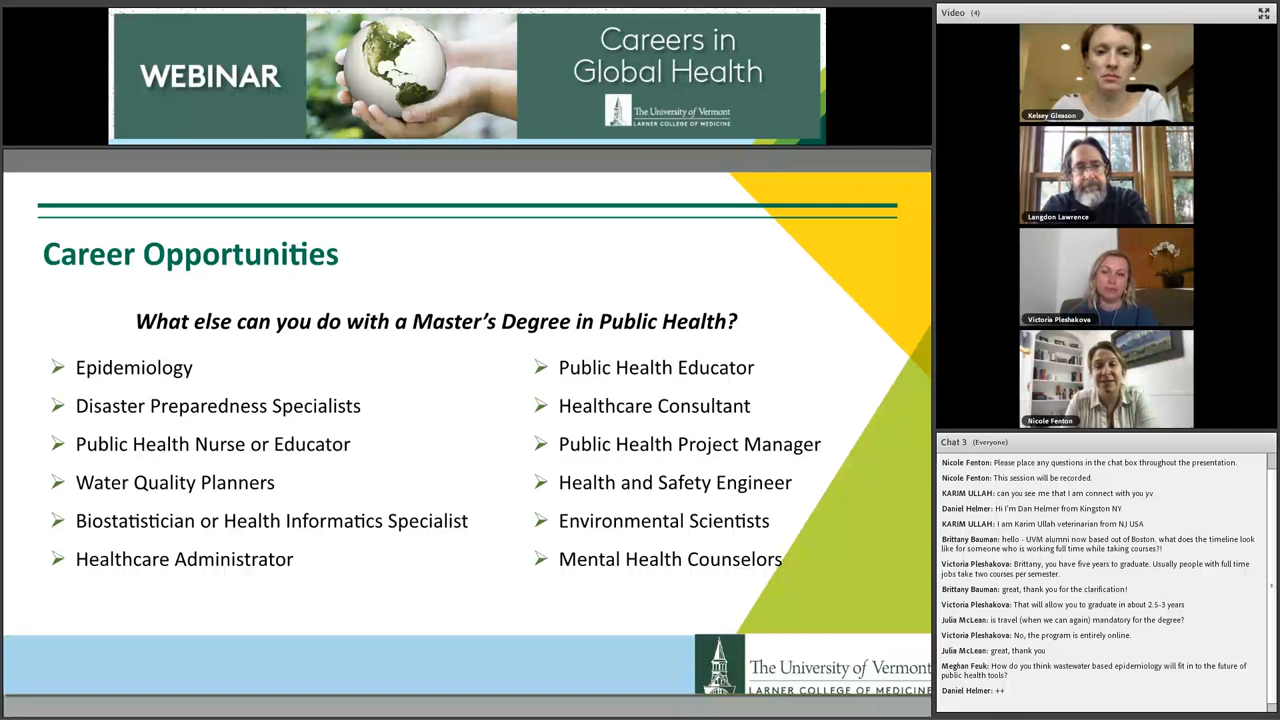 WEBINAR
Careers in
Global Health
The University of Vermont
LARNER COLLEGE OF MEDICINE
Career Opportunities
What else can you do with a Master's Degree in Public Health?
Epidemiology
Disaster Preparedness Specialists
Public Health Nurse or Educator
Water Quality Planners
Biostatistician or Health Informatics Specialist
Healthcare Administrator
Public Health Educator
Healthcare Consultant
Public Health Project Manager
Health and Safety Engineer
Environmental Scientists
Mental Health Counselors
The University of Vermont
LARNER COLLEGE OF MEDICINE
Video (4)
Kelsey Gleason
Langdon Lawrence
Victoria Pleshakova
Nicole Fenton
Chat 3 (Everyone)
Nicole Fenton: Please place any questions in the chat box throughout the presentation.
Nicole Fenton: This session will be recorded.
KARIM ULLAH: can you see me that I am connect with you yv
Daniel Helmer: Hi I'm Dan Helmer from Kingston NY
KARIM ULLAH: I am Karim Ullah veterinarian from NJ USA
Brittany Bauman: hello - UVM alumni now based out of Boston. what does the timeline look
like for someone who is working full time while taking courses?!
Victoria Pleshakova: Brittany, you have five years to graduate. Usually people with full time
jobs take two courses per semester.
Brittany Bauman: great, thank you for the clarification!
Victoria Pleshakova: That will allow you to graduate in about 2.5-3 years
Julia McLean: is travel (when we can again) mandatory for the degree?
Victoria Pleshakova: No, the program is entirely online.
Julia McLean: great, thank you
Meghan Feuk: How do you think wastewater based epidemiology will fit in to the future of
public health tools?
Daniel Helmer: ++